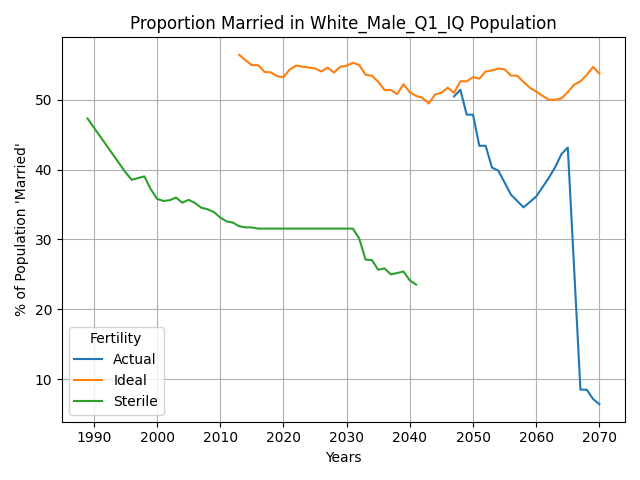 Proportion Married in White_Male_Q1_IQ Population
% of Population 'Married'
50
40
30
20
10
Fertility
Actual
Ideal
Sterile
1990 2000 2010 2020 2030 2040 2050 2060 2070
Years